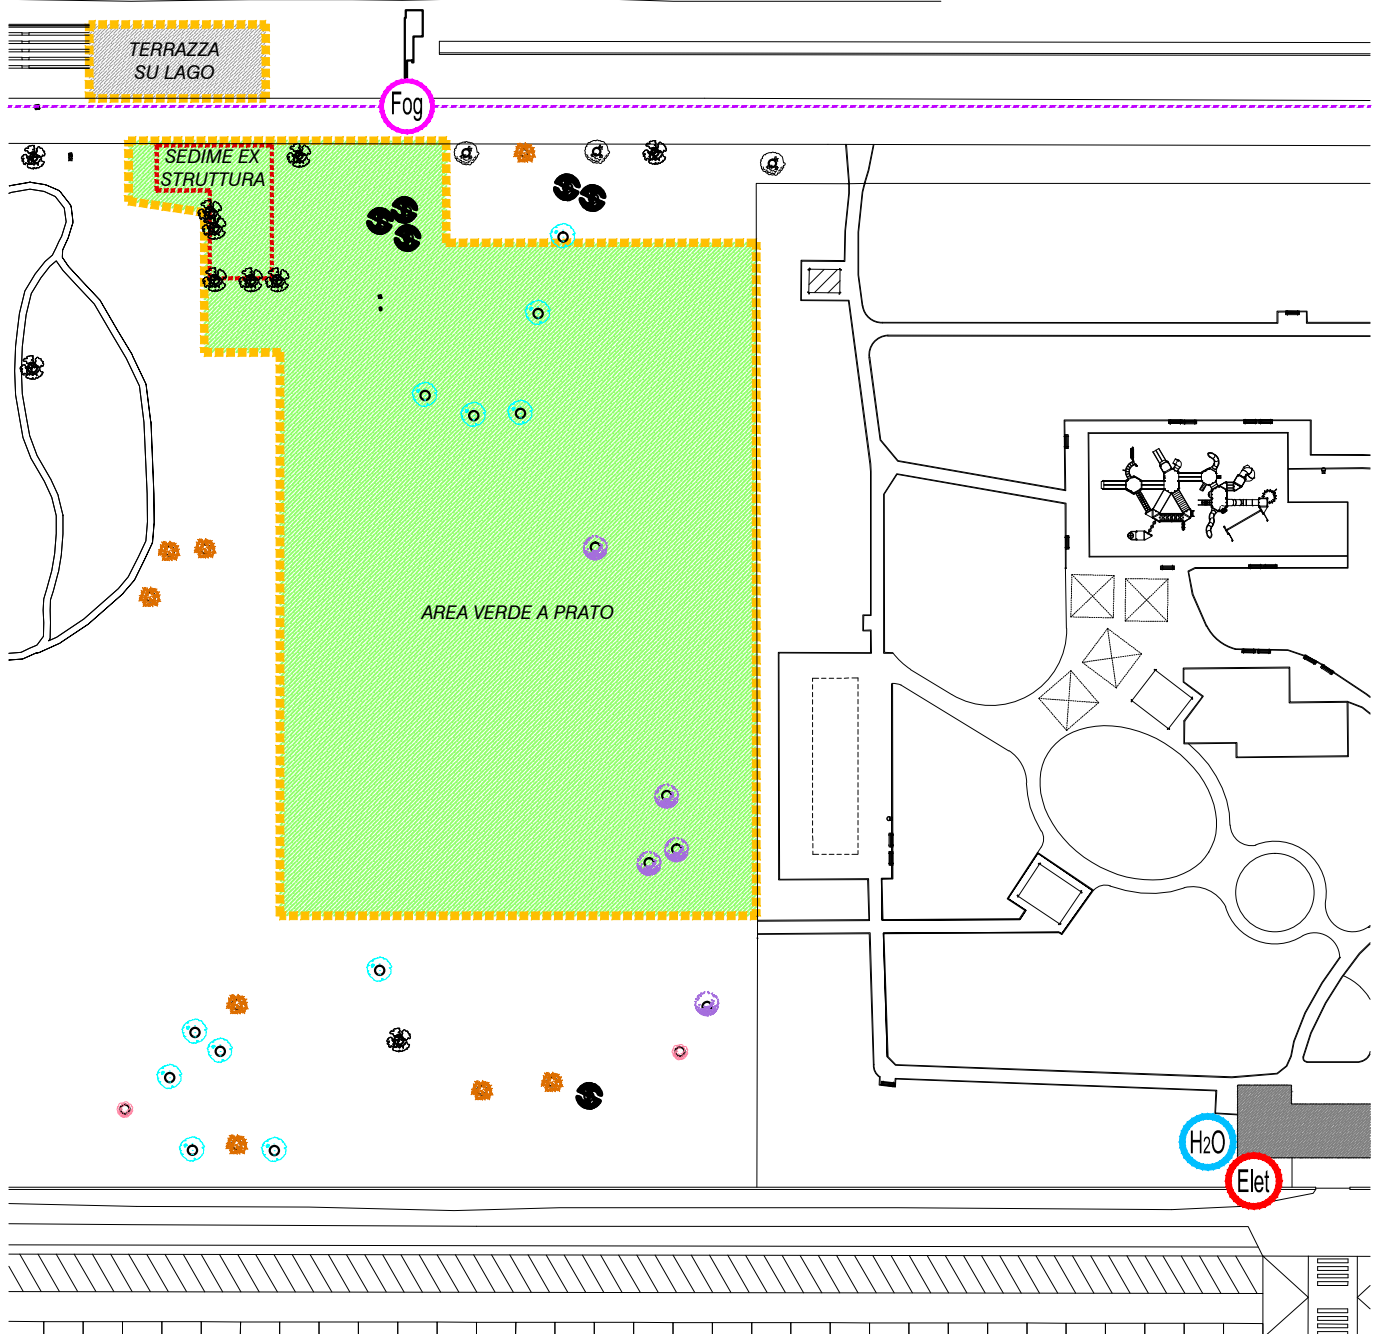 TERRAZZA
SU LAGO
Fog
SEDIME EX
STRUTTURA
AREA VERDE A PRATO
H2O
Elet